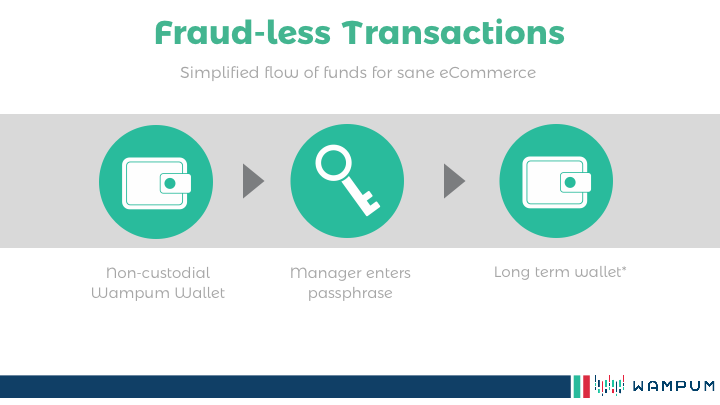 Fraud-less Transactions
Simplified flow of funds for sane eCommerce
Non-custodial
Wampum Wallet
Manager enters
passphrase
Long term wallet*
WAMPUM